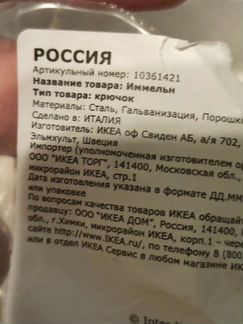 РОССИЯ
Артикульный номер: 10361421
Название товара: Иммельн
Тип товара: крючок
Материалы: Сталь, Гальванизация, Порошко
Сделано в: ИТАЛИЯ
Изготовитель: ИКЕА оф Свиден АБ, а/я 702,
Эльмхульт, Швеция
Импортер (уполномоченная изготовителем ор
ООО "ИКЕА ТОРГ", 141400, Московская обл.,
микрорайон ИКЕА, стр.1
Дата изготовления указана в формате ДД.ММ
или упаковке
По вопросам качества товаров ИКЕА обращай
продавцу: ООО "ИКЕА ДОМ", Россия, 141400,
обл., г.Химки, микрорайон ИКЕА, корп.1 - чере
сайте http://www.IKEA.ru/, по телефону 8 (800
или в отдел ИКЕА Сервис в любом магазине ИК
© Inter